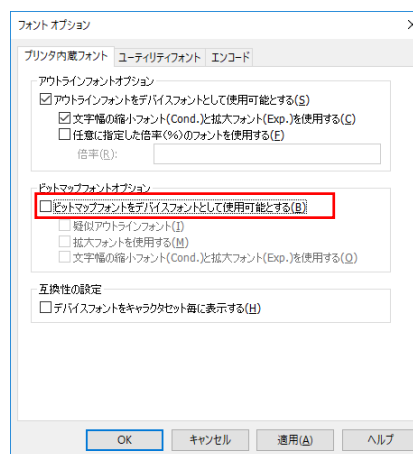 フォント オプション
プリンタ内蔵フォント ユーティリティフォント エンコード
アウトラインフォントオプション
アウトラインフォントをデバイスフォントとして使用可能とする(S)
文字幅の縮小フォント(Cond.)と拡大フォント(Exp.)を使用する(C)
任意に指定した倍率(%)のフォントを使用する(F)
倍率(R):
ビットマップフォントオプション
ビットマップフォントをデバイスフォントとして使用可能とする(B)
疑似アウトラインフォント(I)
拡大フォントを使用する(M)
文字幅の縮小フォント(Cond.)と拡大フォント(Exp.)を使用する(O)
互換性の設定
デバイスフォントをキャラクタセット毎に表示する(H)
OK キャンセル 適用(A) ヘルプ